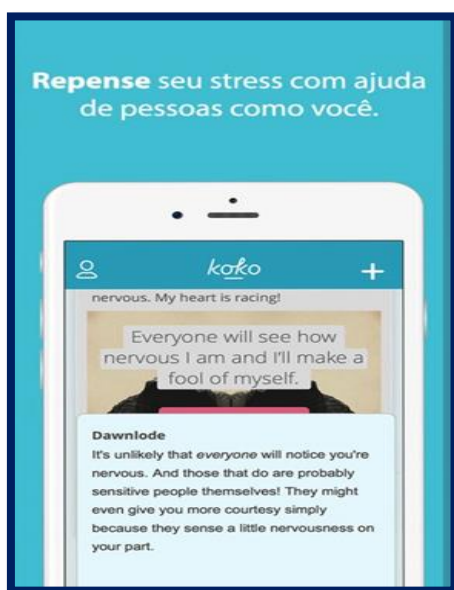 Repense seu stress com ajuda
de pessoas como você.
koko
nervous. My heart is racing!
Everyone will see how
nervous I am and I'll make a
fool of myself.
Dawnlode
It's unlikely that everyone will notice you're
nervous. And those that do are probably
sensitive people themselves! They might
even give you more courtesy simply
because they sense a little nervousness on
your part.